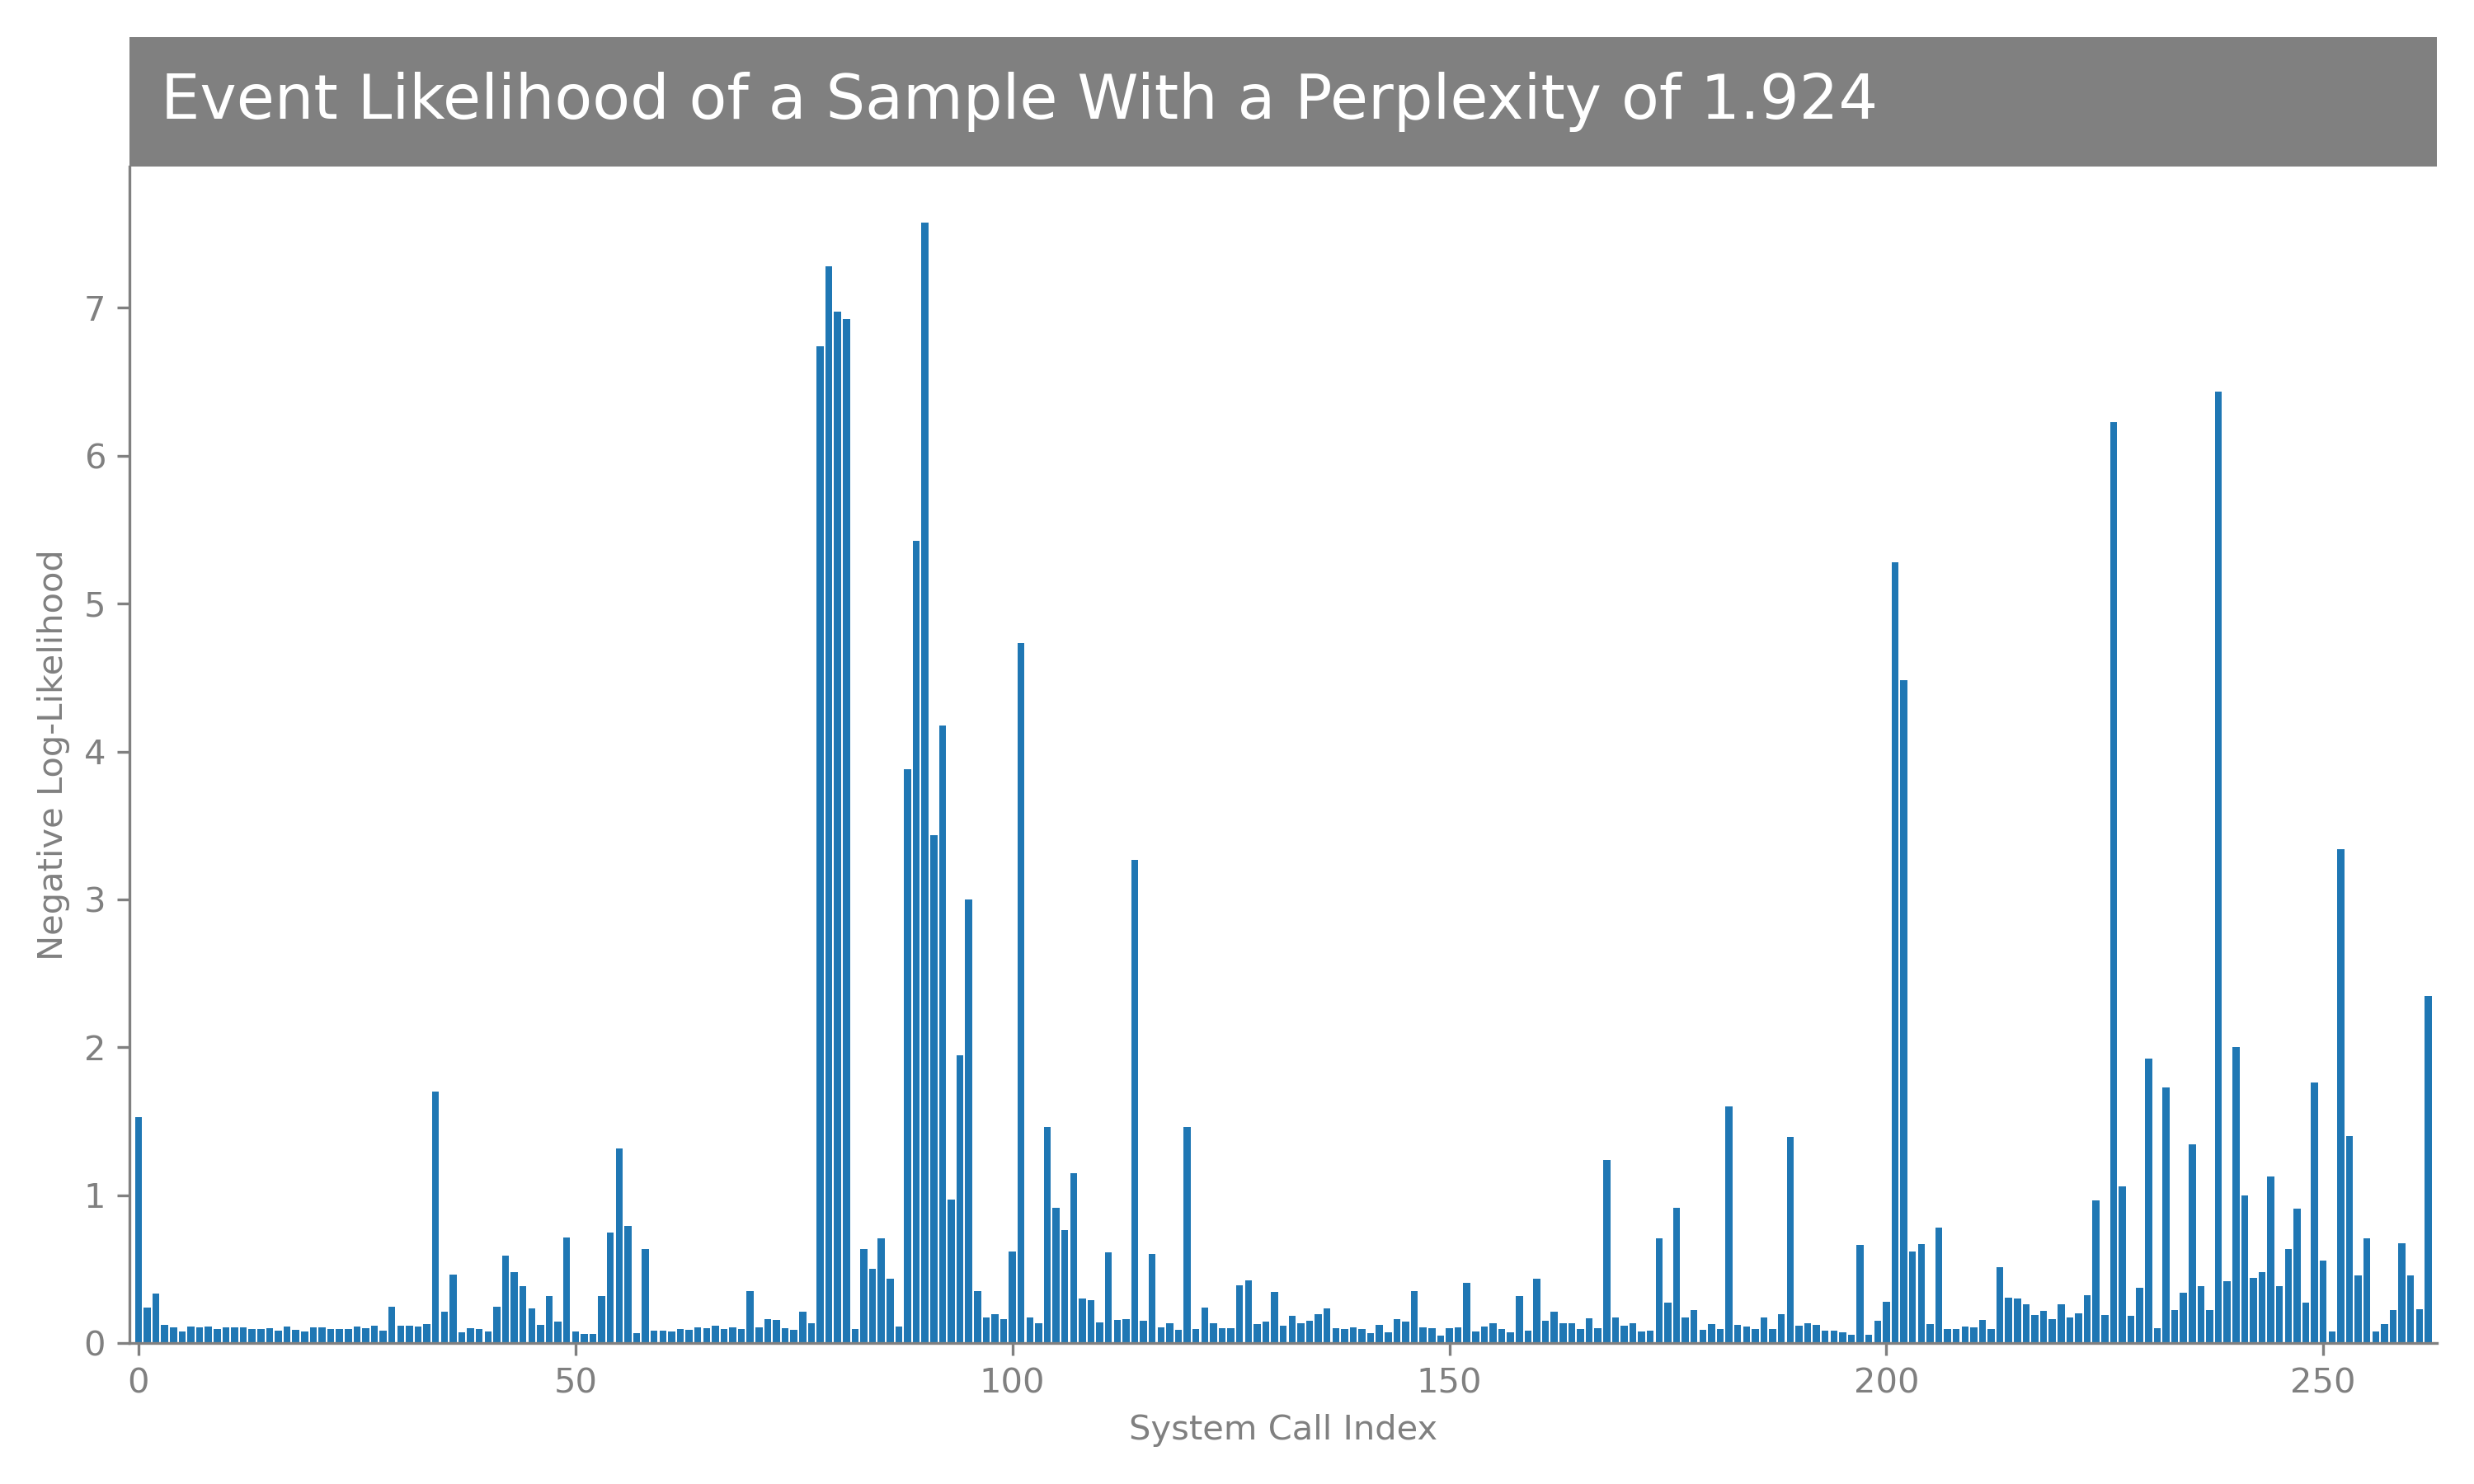 Event Likelihood of a Sample With a Perplexity of 1.924
Negative Log-Likelihood
7
6
5
4
3
2
1
0
0 50 100 150 200 250
System Call Index